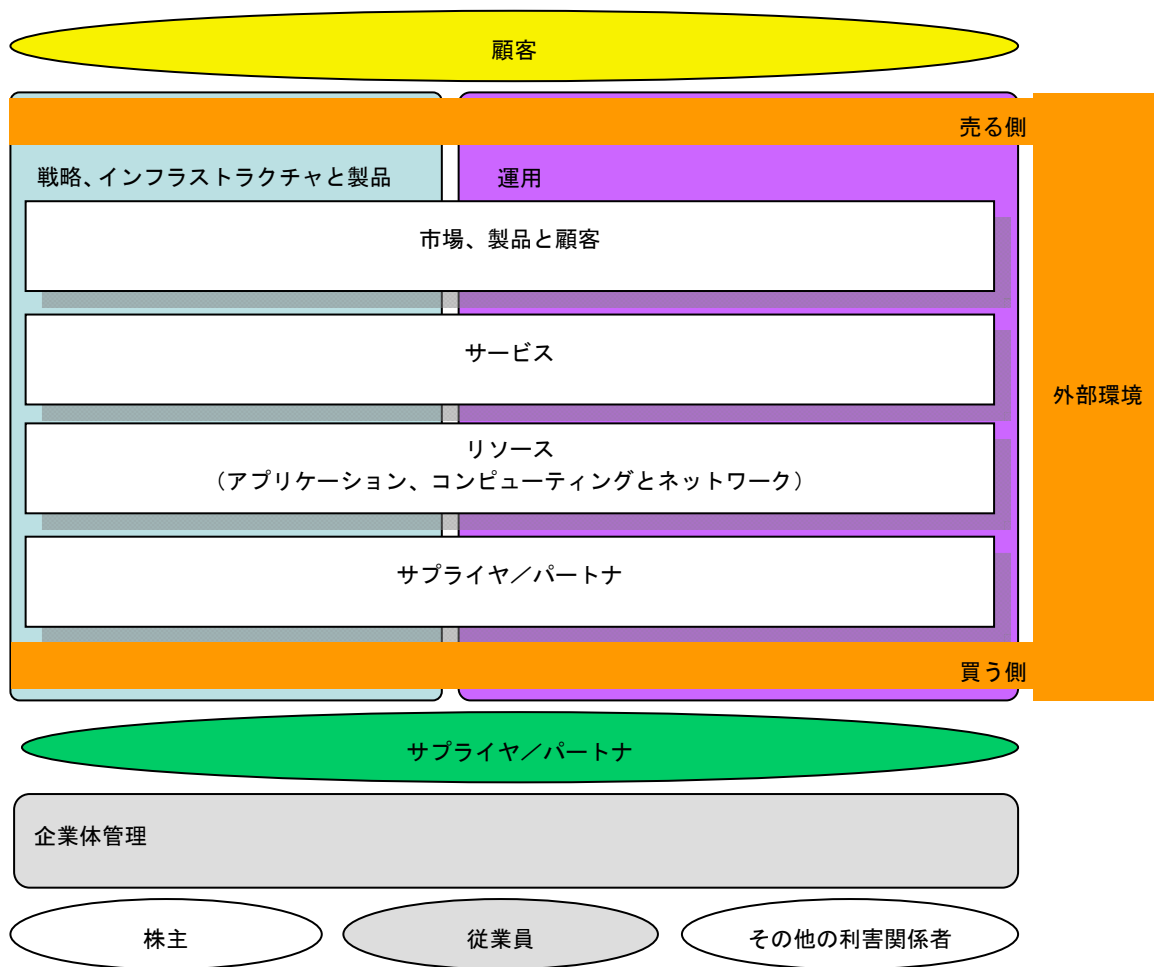 顧客
売る側
戦略、インフラストラクチャと製品
運用
市場、製品と顧客
サービス
リソース
（アプリケーション、コンピューティングとネットワーク）
サプライヤ／パートナ
外部環境
買う側
サプライヤ／パートナ
企業体管理
株主
従業員
その他の利害関係者